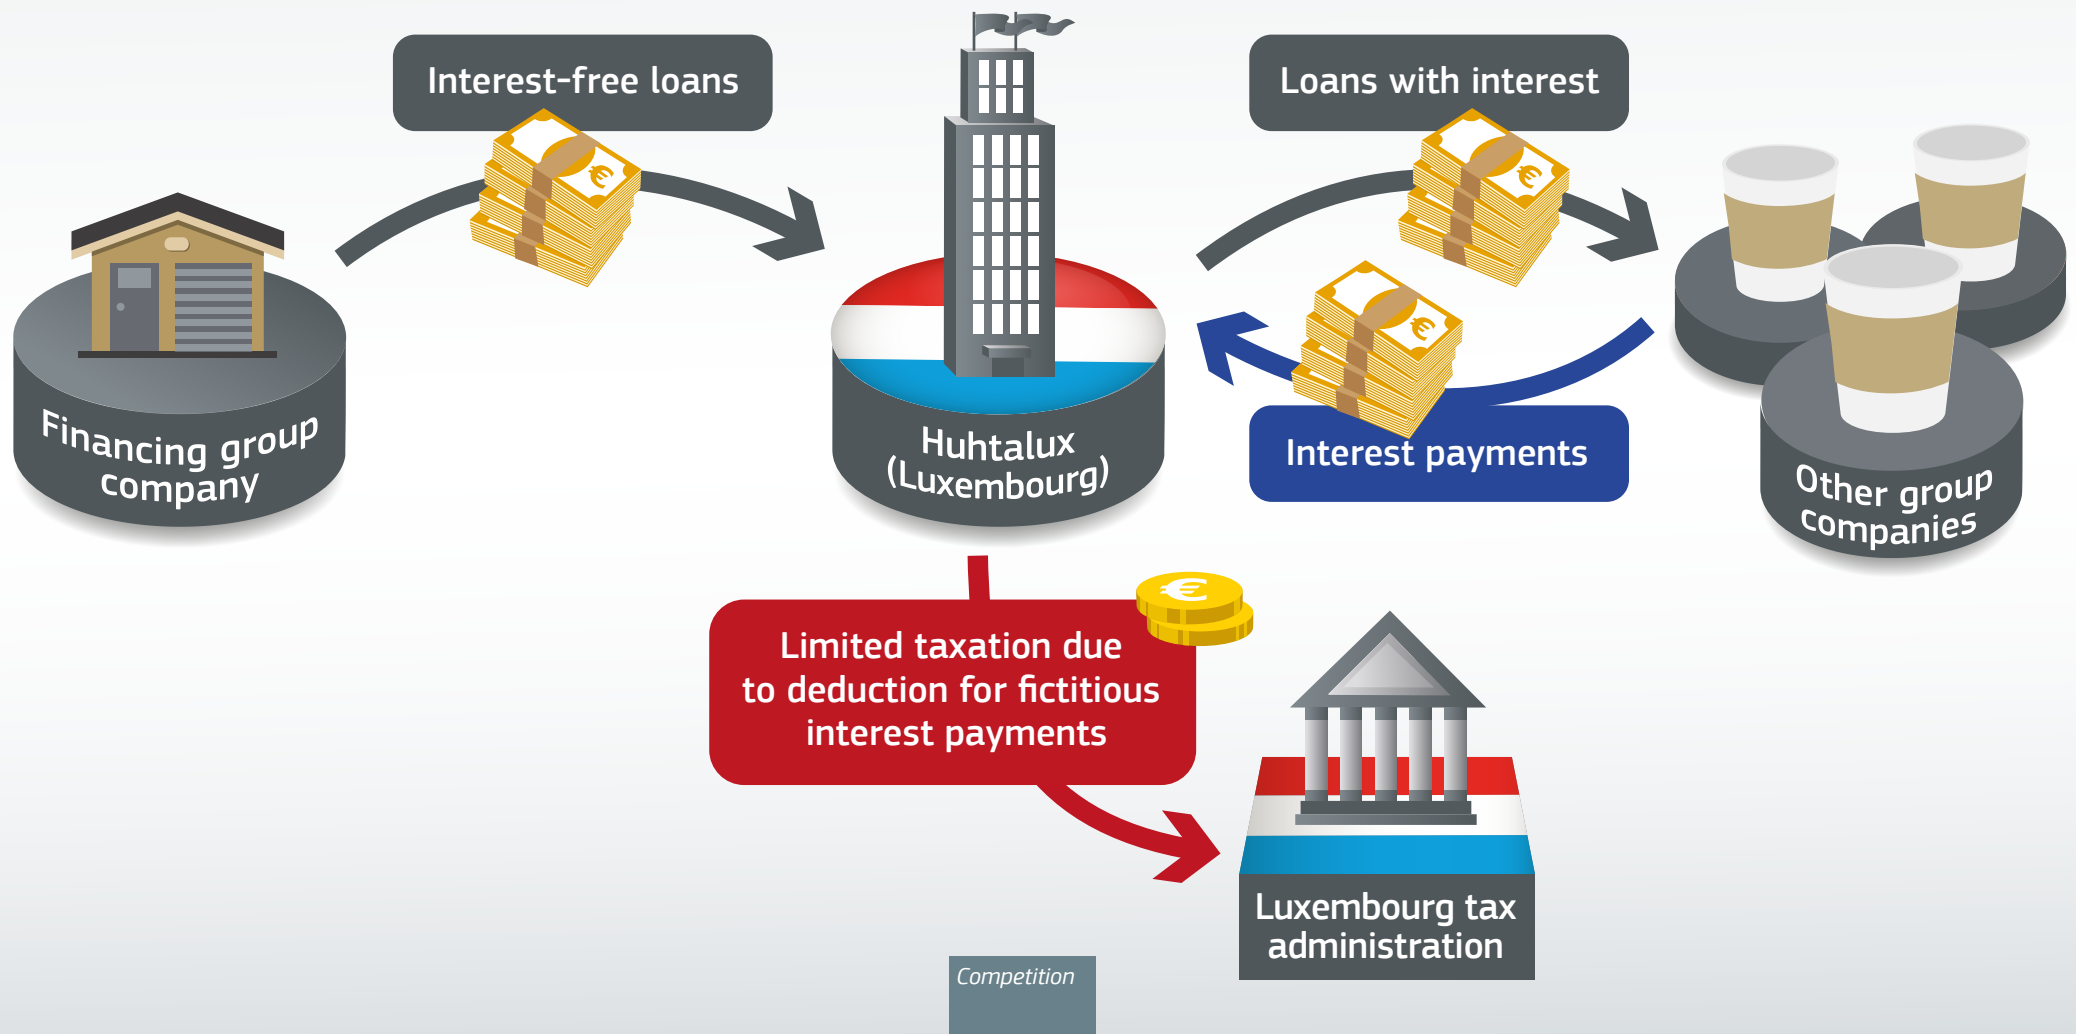 Interest-free loans
Loans with interest
Financing group
company
Huhtalux
(Luxembourg)
Interest payments
Other group
companies
Limited taxation due
to deduction for fictitious
interest payments
Luxembourg tax
administration
Competition